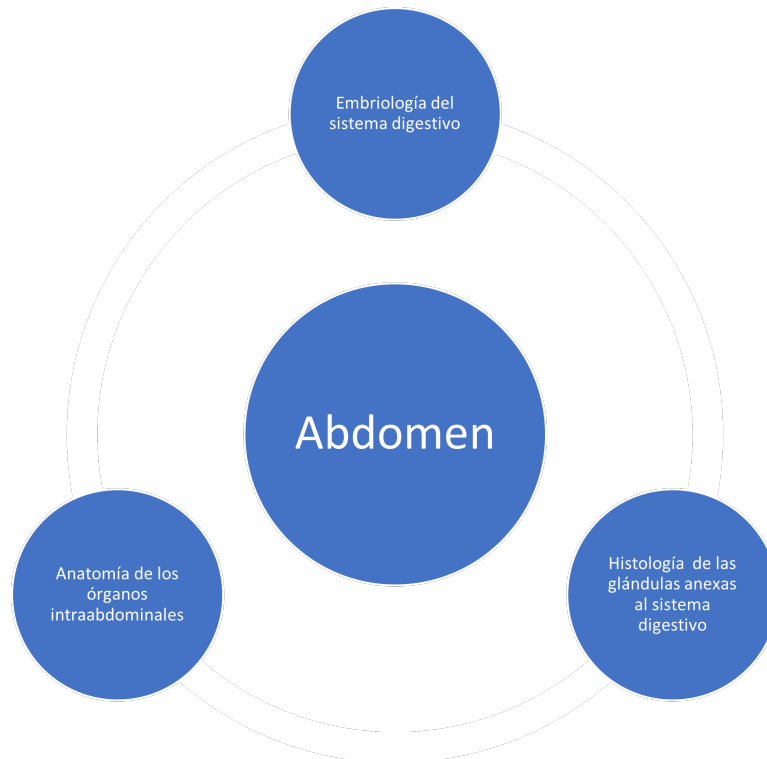 Embriología del
sistema digestivo
Abdomen
Anatomía de los
órganos
intraabdominales
Histología  de las
glándulas anexas
al sistema
digestivo